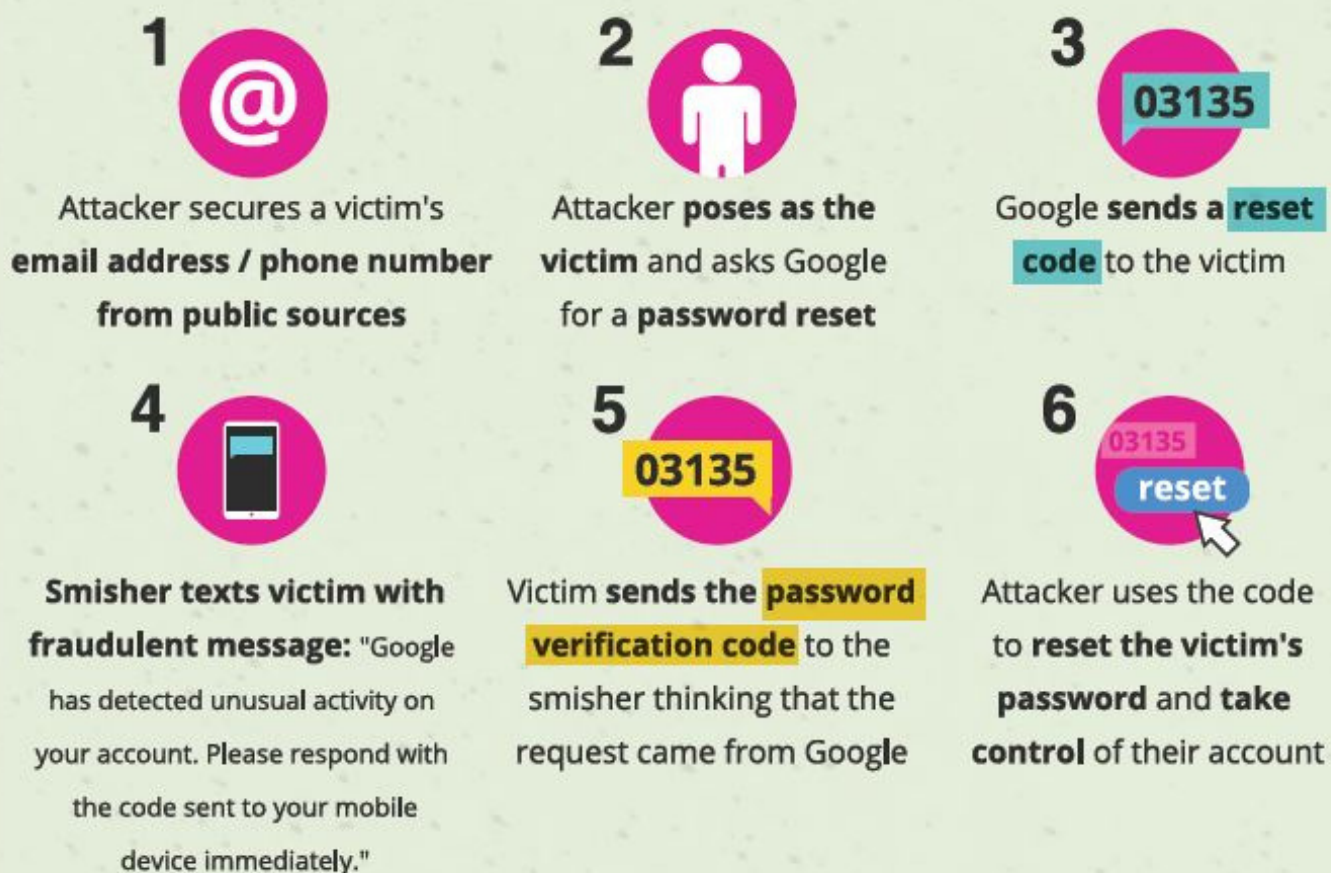 1
@
Attacker secures a victim's
email address / phone number
from public sources
2
Attacker poses as the
victim and asks Google
for a password reset
3
03135
Google sends a reset
code to the victim
4
Smisher texts victim with
fraudulent message: "Google
has detected unusual activity on
your account. Please respond with
the code sent to your mobile
device immediately."
5
03135
Victim sends the password
verification code to the
smisher thinking that the
request came from Google
6
03135
reset
Attacker uses the code
to reset the victim's
password and take
control of their account